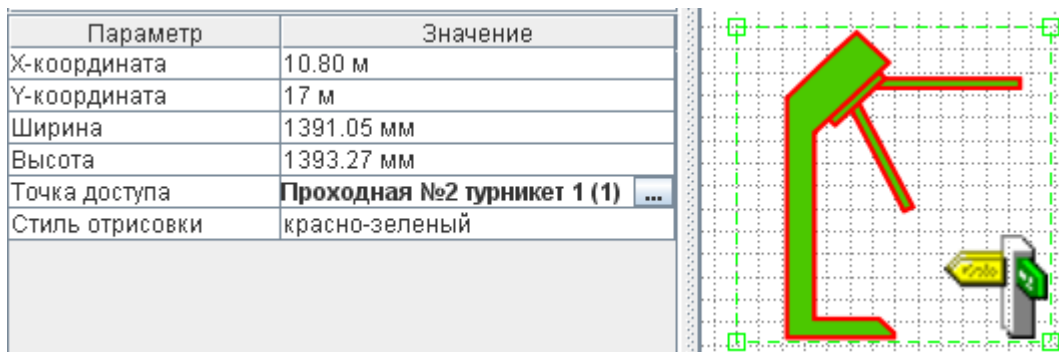 Параметр Значение
X-координата 10.80 м
Y-координата 17 м
Ширина 1391.05 мм
Высота 1393.27 мм
Точка доступа Проходная №2 турникет 1 (1) ...
Стиль отрисовки красно-зеленый